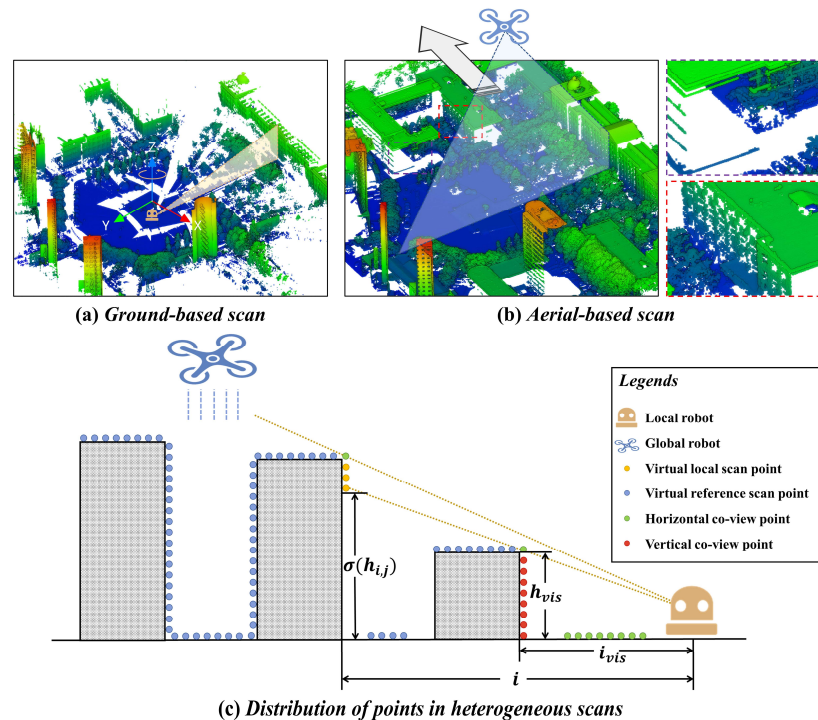 Z
Y
X
(a) Ground-based scan
(b) Aerial-based scan
Legends
Local robot
Global robot
Virtual local scan point
Virtual reference scan point
Horizontal co-view point
Vertical co-view point
σ(h_{i,j})
h_{vis}
i_{vis}
i
(c) Distribution of points in heterogeneous scans